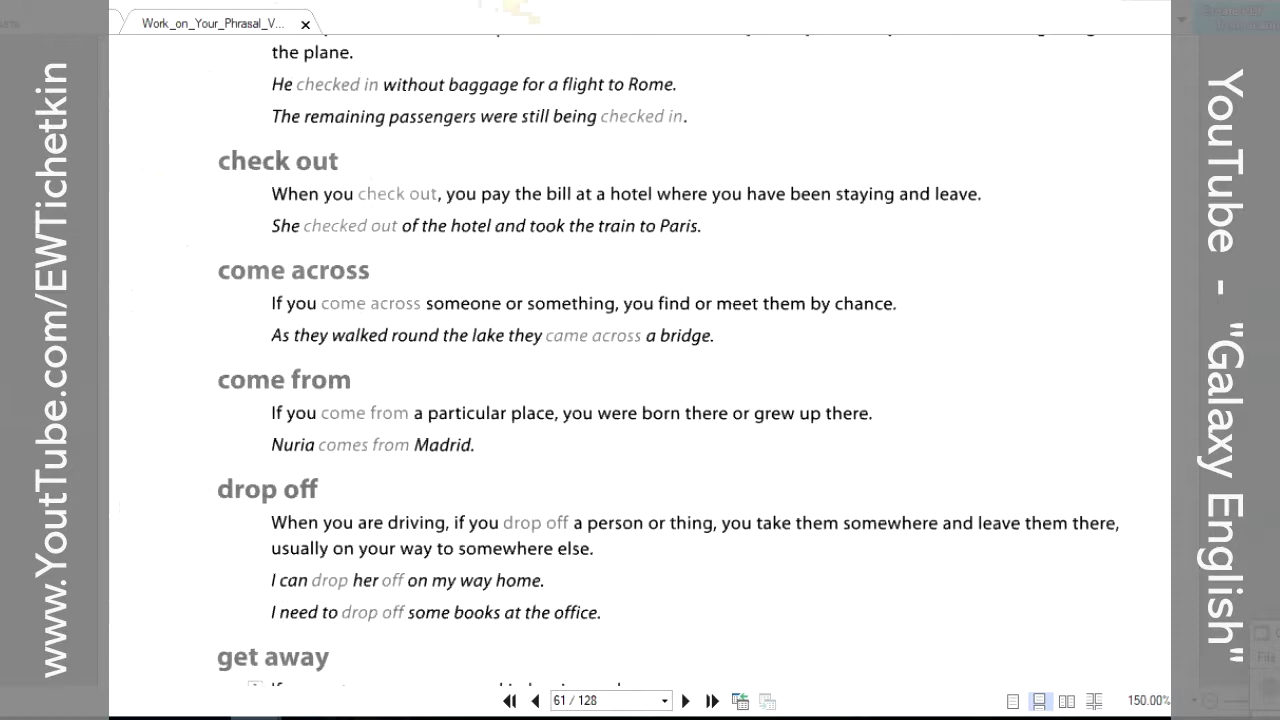 Work_on_Your_Phrasal_V...
the plane.
He checked in without baggage for a flight to Rome.
The remaining passengers were still being checked in.
check out
When you check out, you pay the bill at a hotel where you have been staying and leave.
She checked out of the hotel and took the train to Paris.
come across
If you come across someone or something, you find or meet them by chance.
As they walked round the lake they came across a bridge.
come from
If you come from a particular place, you were born there or grew up there.
Nuria comes from Madrid.
drop off
When you are driving, if you drop off a person or thing, you take them somewhere and leave them there,
usually on your way to somewhere else.
I can drop her off on my way home.
I need to drop off some books at the office.
get away
61 / 128
150.00%
www.YoutTube.com/EWTichetkin
YouTube - "Galaxy English"